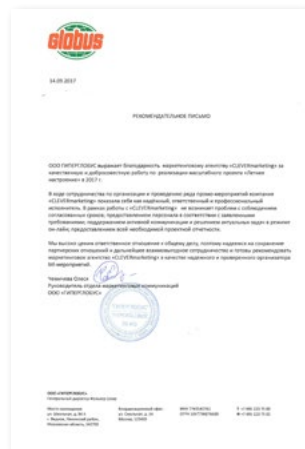 Globus
14.09.2017
РЕКОМЕНДАТЕЛЬНОЕ ПИСЬМО
ООО ГИПЕРГЛОБУС выражает благодарность маркетинговому агентству «CLEVERmarketing» за
качественную и добросовестную работу по реализации масштабного проекта «Летнее
настроение» в 2017 г.
В ходе сотрудничества по организации и проведению ряда промо-мероприятий компания
«CLEVERmarketing» показала себя как надёжный, ответственный и профессиональный
исполнитель. В рамках работы с «CLEVERmarketing» не возникает проблем с соблюдением
согласованных сроков, предоставлением персонала в соответствии с заявленными
требованиями, поддержанием активной коммуникации и решением актуальных задач в режиме
он-лайн, предоставлением всей необходимой проектной отчетности.
Мы высоко ценим ответственное отношение к общему делу, поэтому надеемся на сохранение
партнерских отношений и дальнейшее взаимовыгодное сотрудничество и готовы рекомендовать
маркетинговое агентство «CLEVERmarketing» в качестве надежного и проверенного организатора
btl-мероприятий.
Олеся
Руководитель отдела маркетинговых коммуникаций
ООО «ГИПЕРГЛОБУС»
ООО «ГИПЕРГЛОБУС»